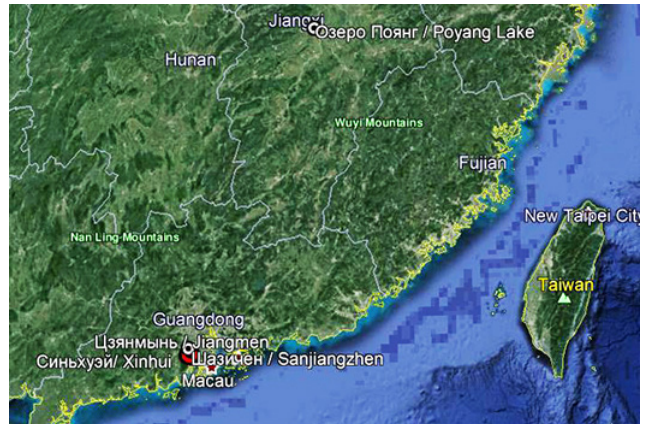 Jiangxi
Озеро Поянг / Poyang Lake
Hunan
Wuyi Mountains
Fujian
New Taipei City
Nan Ling Mountains
Taiwan
Guangdong
Цзянмынь / Jiangmen
Синьхуэй/ Xinhui
Шазичен / Sanjiangzhen
Macau